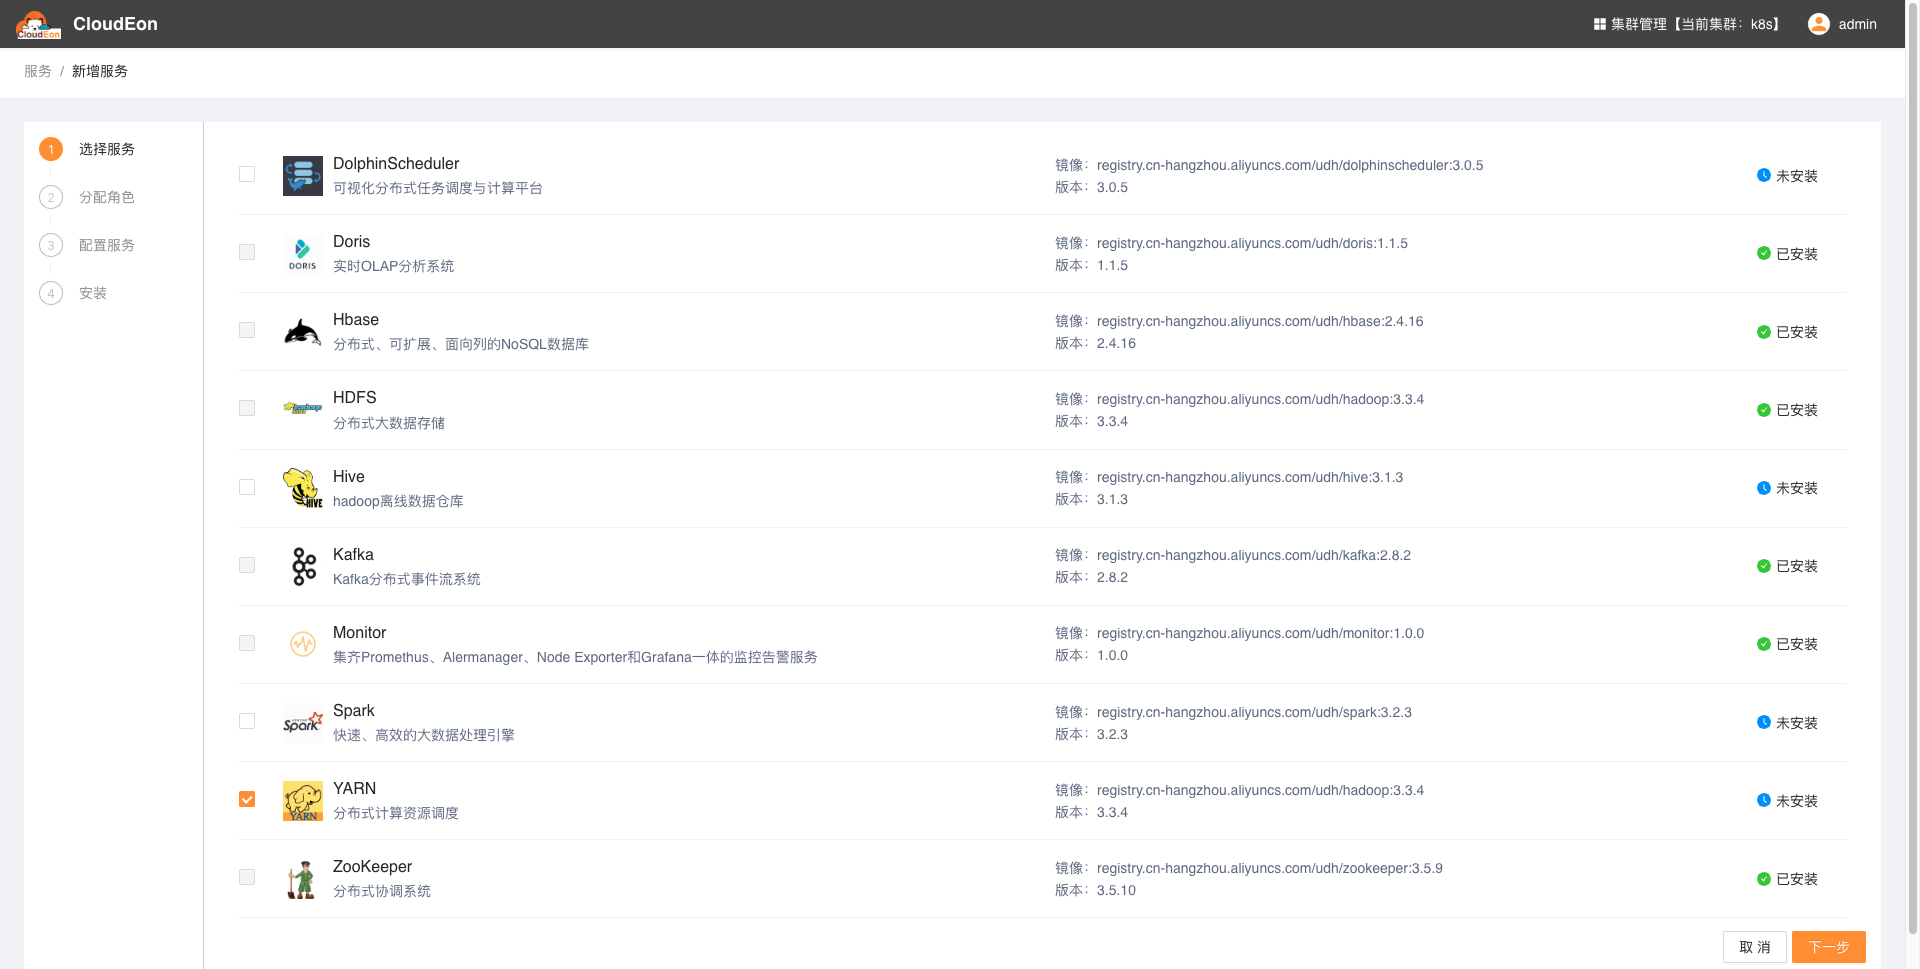 CloudEon
CloudEon
集群管理【当前集群：k8s】
admin
服务 / 新增服务
1 选择服务
2 分配角色
3 配置服务
4 安装
DolphinScheduler
可视化分布式任务调度与计算平台
镜像：registry.cn-hangzhou.aliyuncs.com/udh/dolphinscheduler:3.0.5
版本：3.0.5
未安装
DORIS
Doris
实时OLAP分析系统
镜像：registry.cn-hangzhou.aliyuncs.com/udh/doris:1.1.5
版本：1.1.5
已安装
Hbase
分布式、可扩展、面向列的NoSQL数据库
镜像：registry.cn-hangzhou.aliyuncs.com/udh/hbase:2.4.16
版本：2.4.16
已安装
HDFS
分布式大数据存储
镜像：registry.cn-hangzhou.aliyuncs.com/udh/hadoop:3.3.4
版本：3.3.4
已安装
HIVE
Hive
hadoop离线数据仓库
镜像：registry.cn-hangzhou.aliyuncs.com/udh/hive:3.1.3
版本：3.1.3
未安装
Kafka
Kafka分布式事件流系统
镜像：registry.cn-hangzhou.aliyuncs.com/udh/kafka:2.8.2
版本：2.8.2
已安装
Monitor
集齐Promethus、Alermanager、Node Exporter和Grafana一体的监控告警服务
镜像：registry.cn-hangzhou.aliyuncs.com/udh/monitor:1.0.0
版本：1.0.0
已安装
Spark
Spark
快速、高效的大数据处理引擎
镜像：registry.cn-hangzhou.aliyuncs.com/udh/spark:3.2.3
版本：3.2.3
未安装
YARN
YARN
分布式计算资源调度
镜像：registry.cn-hangzhou.aliyuncs.com/udh/hadoop:3.3.4
版本：3.3.4
未安装
ZooKeeper
分布式协调系统
镜像：registry.cn-hangzhou.aliyuncs.com/udh/zookeeper:3.5.9
版本：3.5.10
已安装
取 消
下一步